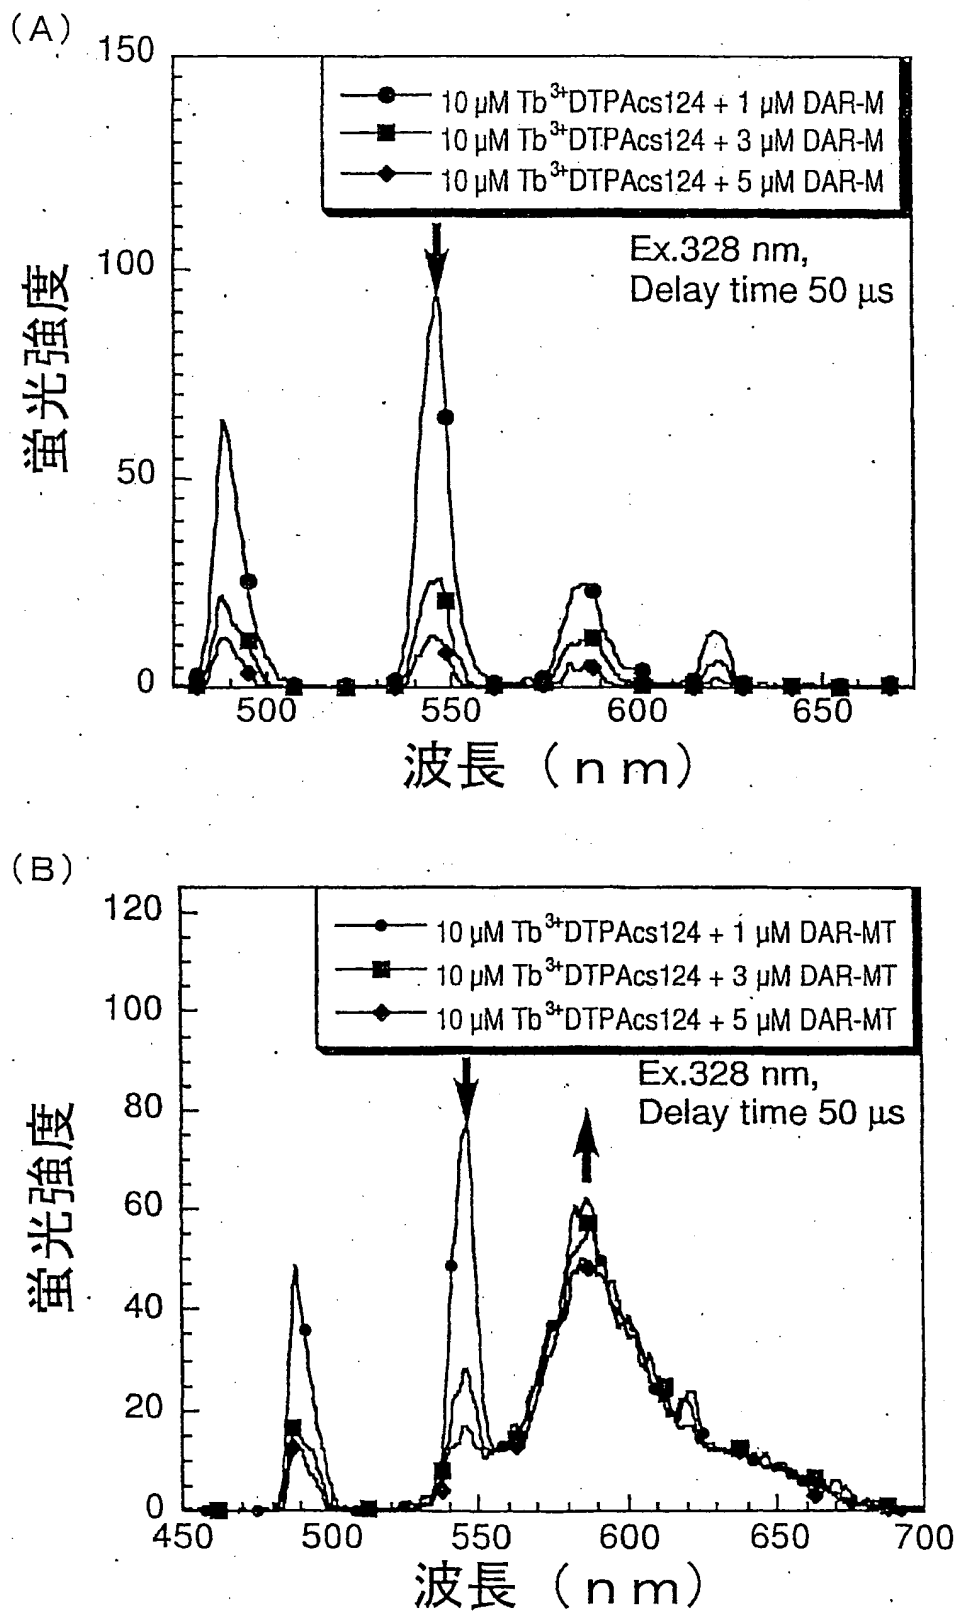 (A)
150
100
50
0
10 μM Tb3+DTPAcs124 + 1 μM DAR-M
10 μM Tb3+DTPAcs124 + 3 μM DAR-M
10 μM Tb3+DTPAcs124 + 5 μM DAR-M
Ex.328 nm,
Delay time 50 μs
蛍光強度
500 550 600 650
波長 (nm)
(B)
120
100
80
60
40
20
0
10 μM Tb3+DTPAcs124 + 1 μM DAR-MT
10 μM Tb3+DTPAcs124 + 3 μM DAR-MT
10 μM Tb3+DTPAcs124 + 5 μM DAR-MT
Ex.328 nm,
Delay time 50 μs
蛍光強度
450 500 550 600 650 700
波長 (nm)